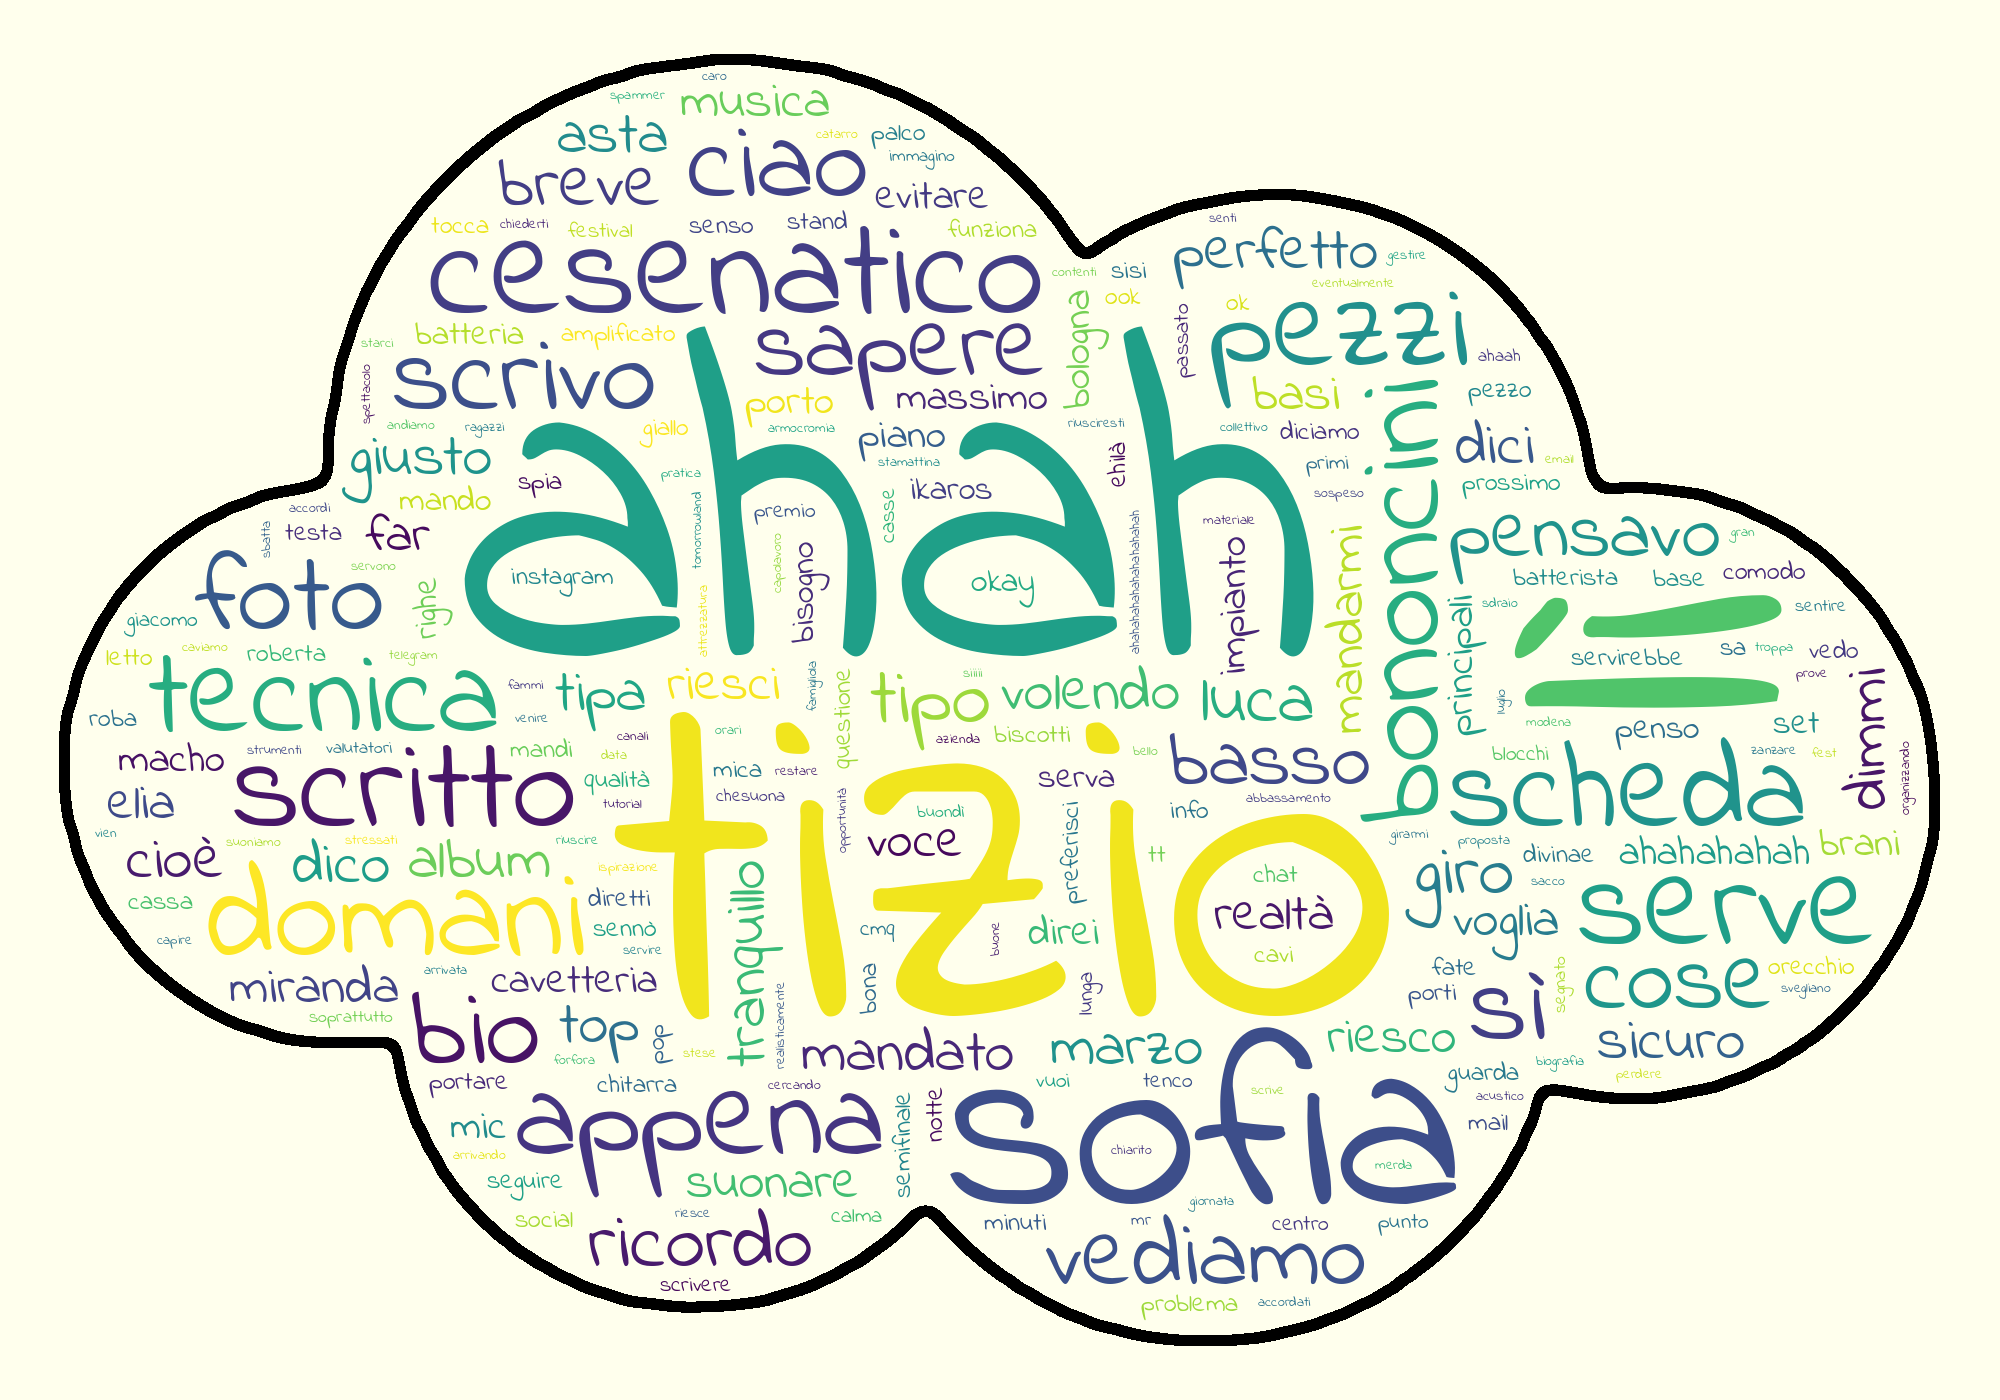 caro
spammer
musica
asta
catarro
palco
ciao
immagino
breve
evitare
tocca
chiederti
festival
senso
stand
funziona
senti
cesenatico
perfetto
gestire
contenti
sisi
eventualmente
ook
ok
bologna
batteria
amplificato
sapere
passato
pezzi
starci
ahaah
scrivo
spettacolo
massimo
basi
pezzo
porto
andiamo
ragazzi
giallo
armocromia
piano
riusciresti
collettivo
diciamo
bononcini
dici
giusto
stamattina
ehilà
primi
email
pratica
spia
mando
ikaros
sospeso
prossimo
accordi
tomorrowland
premio
casse
materiale
ahah
testa
far
sbatta
pensavo
gran
capolavoro
bisogno
ahahahahahahahahahah
impianto
mandarmi
servono
foto
instagram
okay
batterista
base
comodo
righe
attrezzatura
principali
sdraio
sentire
giacomo
caviamo
letto
roberta
telegram
servirebbe
sa
troppa
vedo
tecnica
fammi
tipa
riesci
famigliola
questione
siiiii
tipo
volendo
luca
prove
luglio
dimmi
roba
venire
modena
penso
set
macho
strumenti
valutatori
mandi
canali
orari
azienda
biscotti
bello
basso
blocchi
zanzare
fest
organizzando
scritto
data
qualità
mica
restare
serva
scheda
elia
tutorial
chesuona
opportunità
info
abbassamento
vien
suoniamo
stressati
riuscire
buondì
preferisci
girarmi
proposta
divinae
ahahahahah
brani
cioè
dico
album
ispirazione
tizio
voce
tt
chat
giro
sacco
serve
cassa
domani
diretti
tranquillo
realtà
voglia
capire
sennò
servire
cmq
buone
direi
cavi
arrivata
miranda
cavetteria
bona
lunga
fate
porti
segnato
cose
orecchio
svegliano
soprattutto
bio
top
pop
forfora
stese
realisticamente
mandato
marzo
riesco
sì
sicuro
portare
chitarra
cercando
vuoi
tenco
scrive
guarda
biografia
perdere
acustico
mic
appena
semifinale
notte
sofia
mail
arrivando
chiarito
merda
seguire
suonare
giornata
social
riesce
calma
minuti
mr
centro
punto
ricordo
vediamo
scrivere
problema
accordati